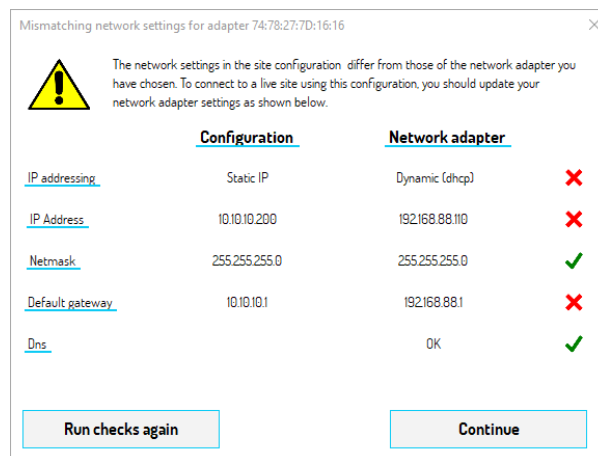 Mismatching network settings for adapter 74:78:27:7D:16:16
The network settings in the site configuration differ from those of the network adapter you
have chosen. To connect to a live site using this configuration, you should update your
network adapter settings as shown below.
Configuration Network adapter
IP addressing Static IP Dynamic (dhcp)
IP Address 10.10.10.200 192.168.88.110
Netmask 255.255.255.0 255.255.255.0
Default gateway 10.10.10.1 192.168.88.1
Dns OK
Run checks again Continue